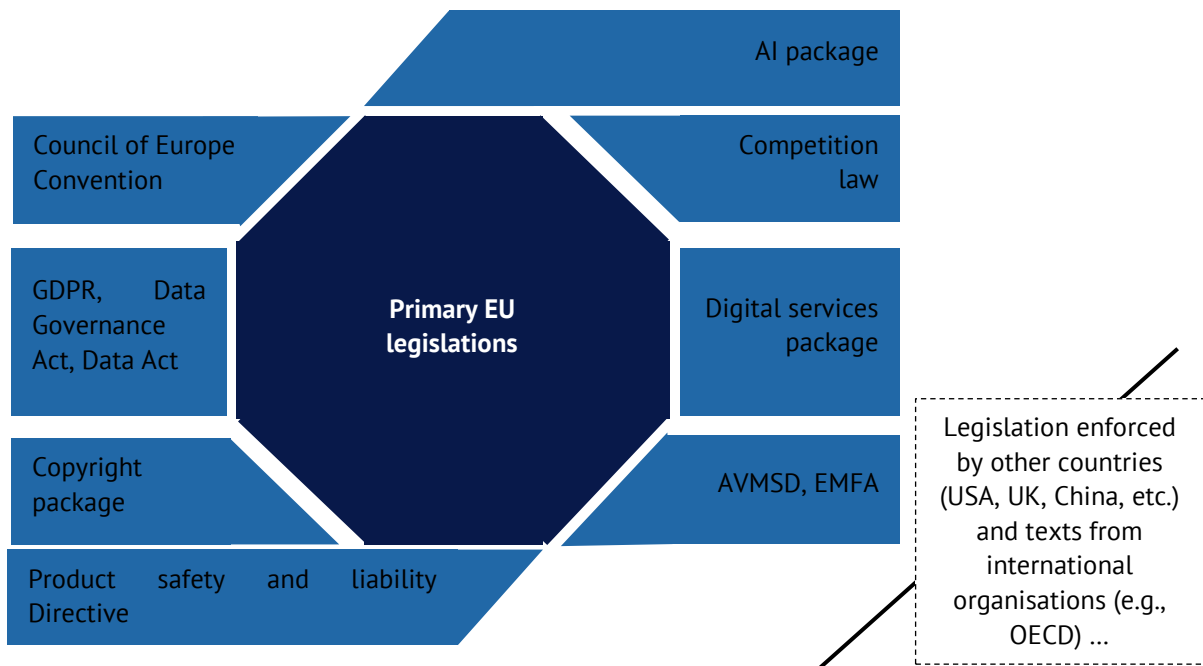 AI package
Council of Europe
Convention
Competition
law
GDPR, Data
Governance
Act, Data Act
Primary EU
legislations
Digital services
package
Copyright
package
AVMSD, EMFA
Product safety and liability
Directive
Legislation enforced
by other countries
(USA, UK, China, etc.)
and texts from
international
organisations (e.g.,
OECD) ...